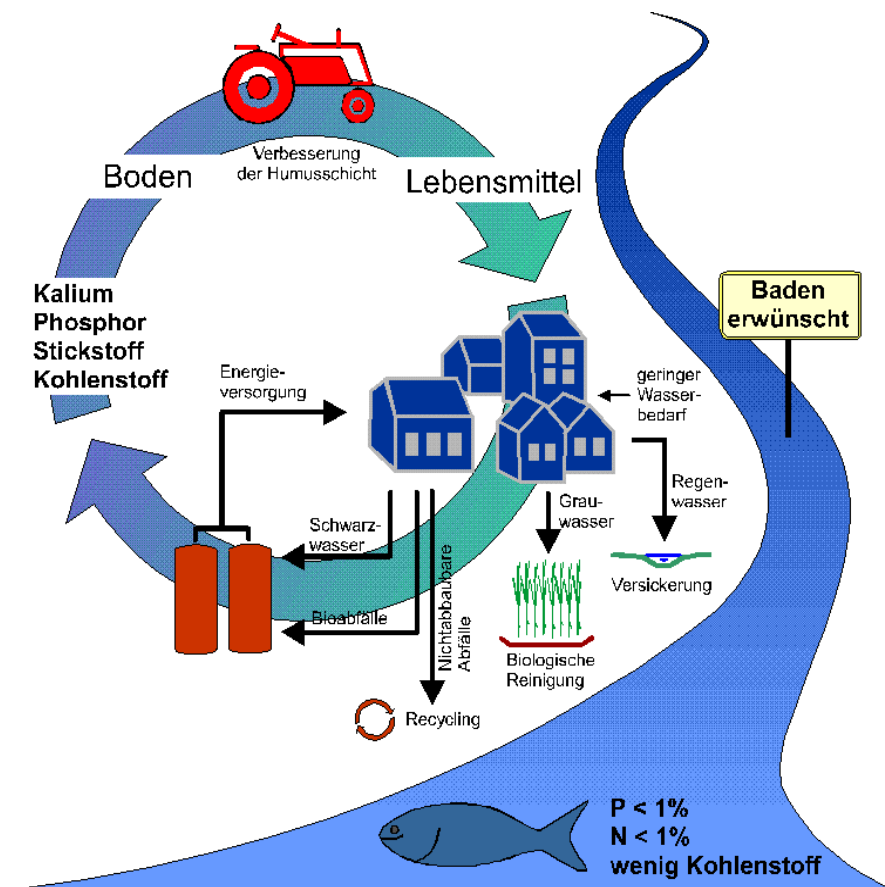 Verbesserung
der Humusschicht
Boden
Lebensmittel
Kalium
Phosphor
Stickstoff
Kohlenstoff
Baden
erwünscht
Energie-
versorgung
geringer
Wasser-
bedarf
Schwarz-
wasser
Bioabfälle
Nichtabbaubare
Abfälle
Recycling
Grau-
wasser
Biologische
Reinigung
Regen-
wasser
Versickerung
P < 1%
N < 1%
wenig Kohlenstoff